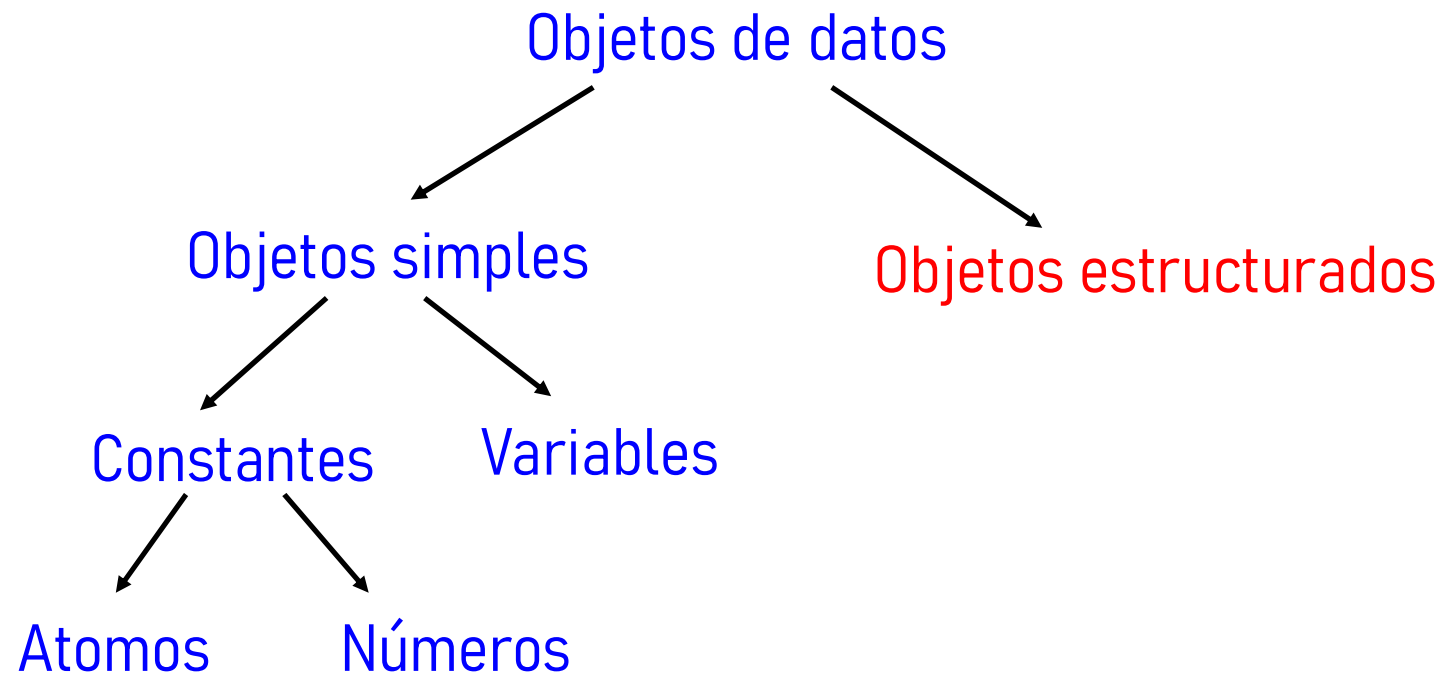 Objetos de datos
Objetos simples
Objetos estructurados
Constantes
Variables
Atomos
Números